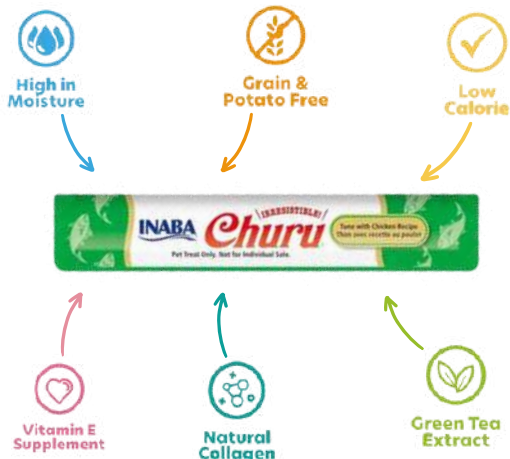 High in
Moisture
Grain &
Potato Free
Low
Calorie
INABA
IRRESISTIBLE!
Churu
Tuna with Chicken Recipe
Thon avec recette au poulet
Pet Treat Only. Not for Individual Sale.
Vitamin E
Supplement
Natural
Collagen
Green Tea
Extract